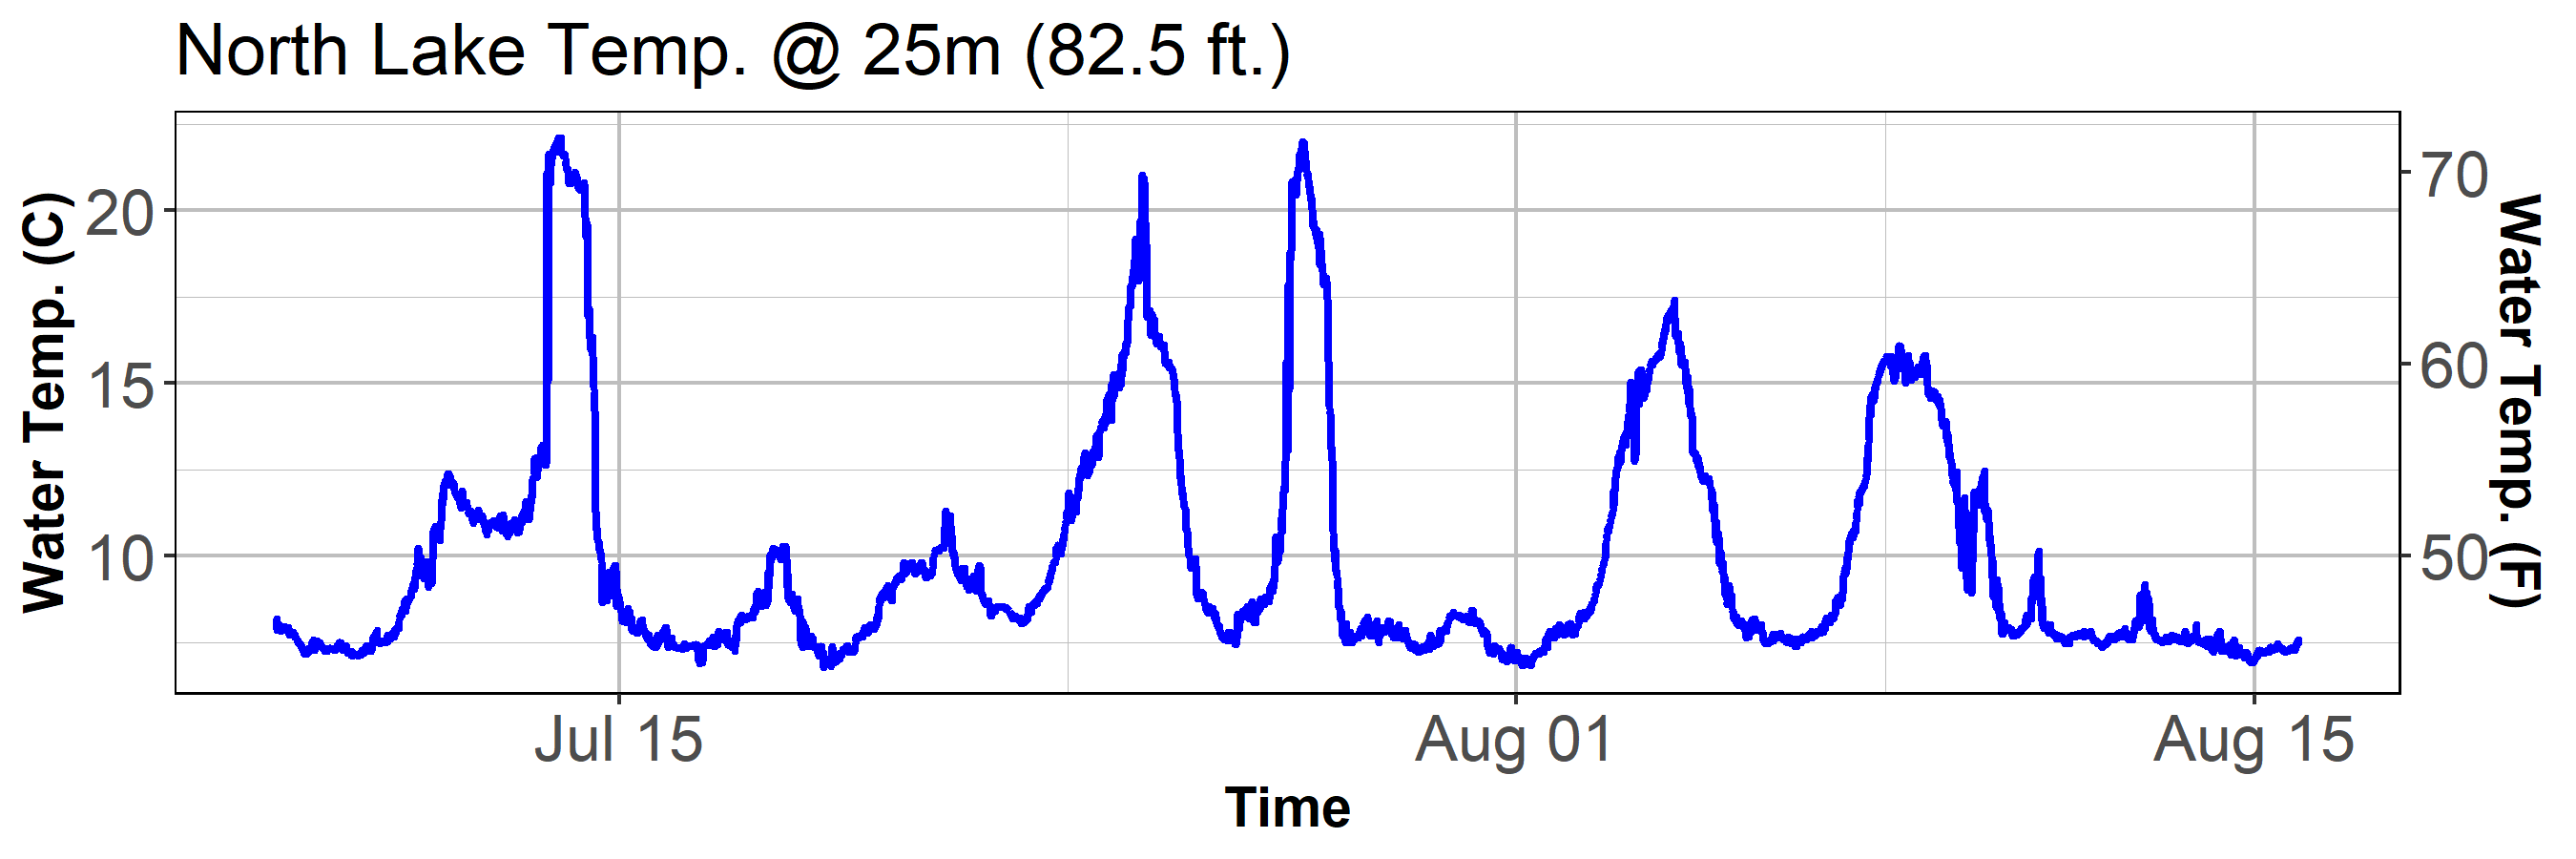 North Lake Temp. @ 25m (82.5 ft.)
Water Temp. (C)
20
15
10
70
60
50
Water Temp. (F)
Jul 15
Aug 01
Aug 15
Time